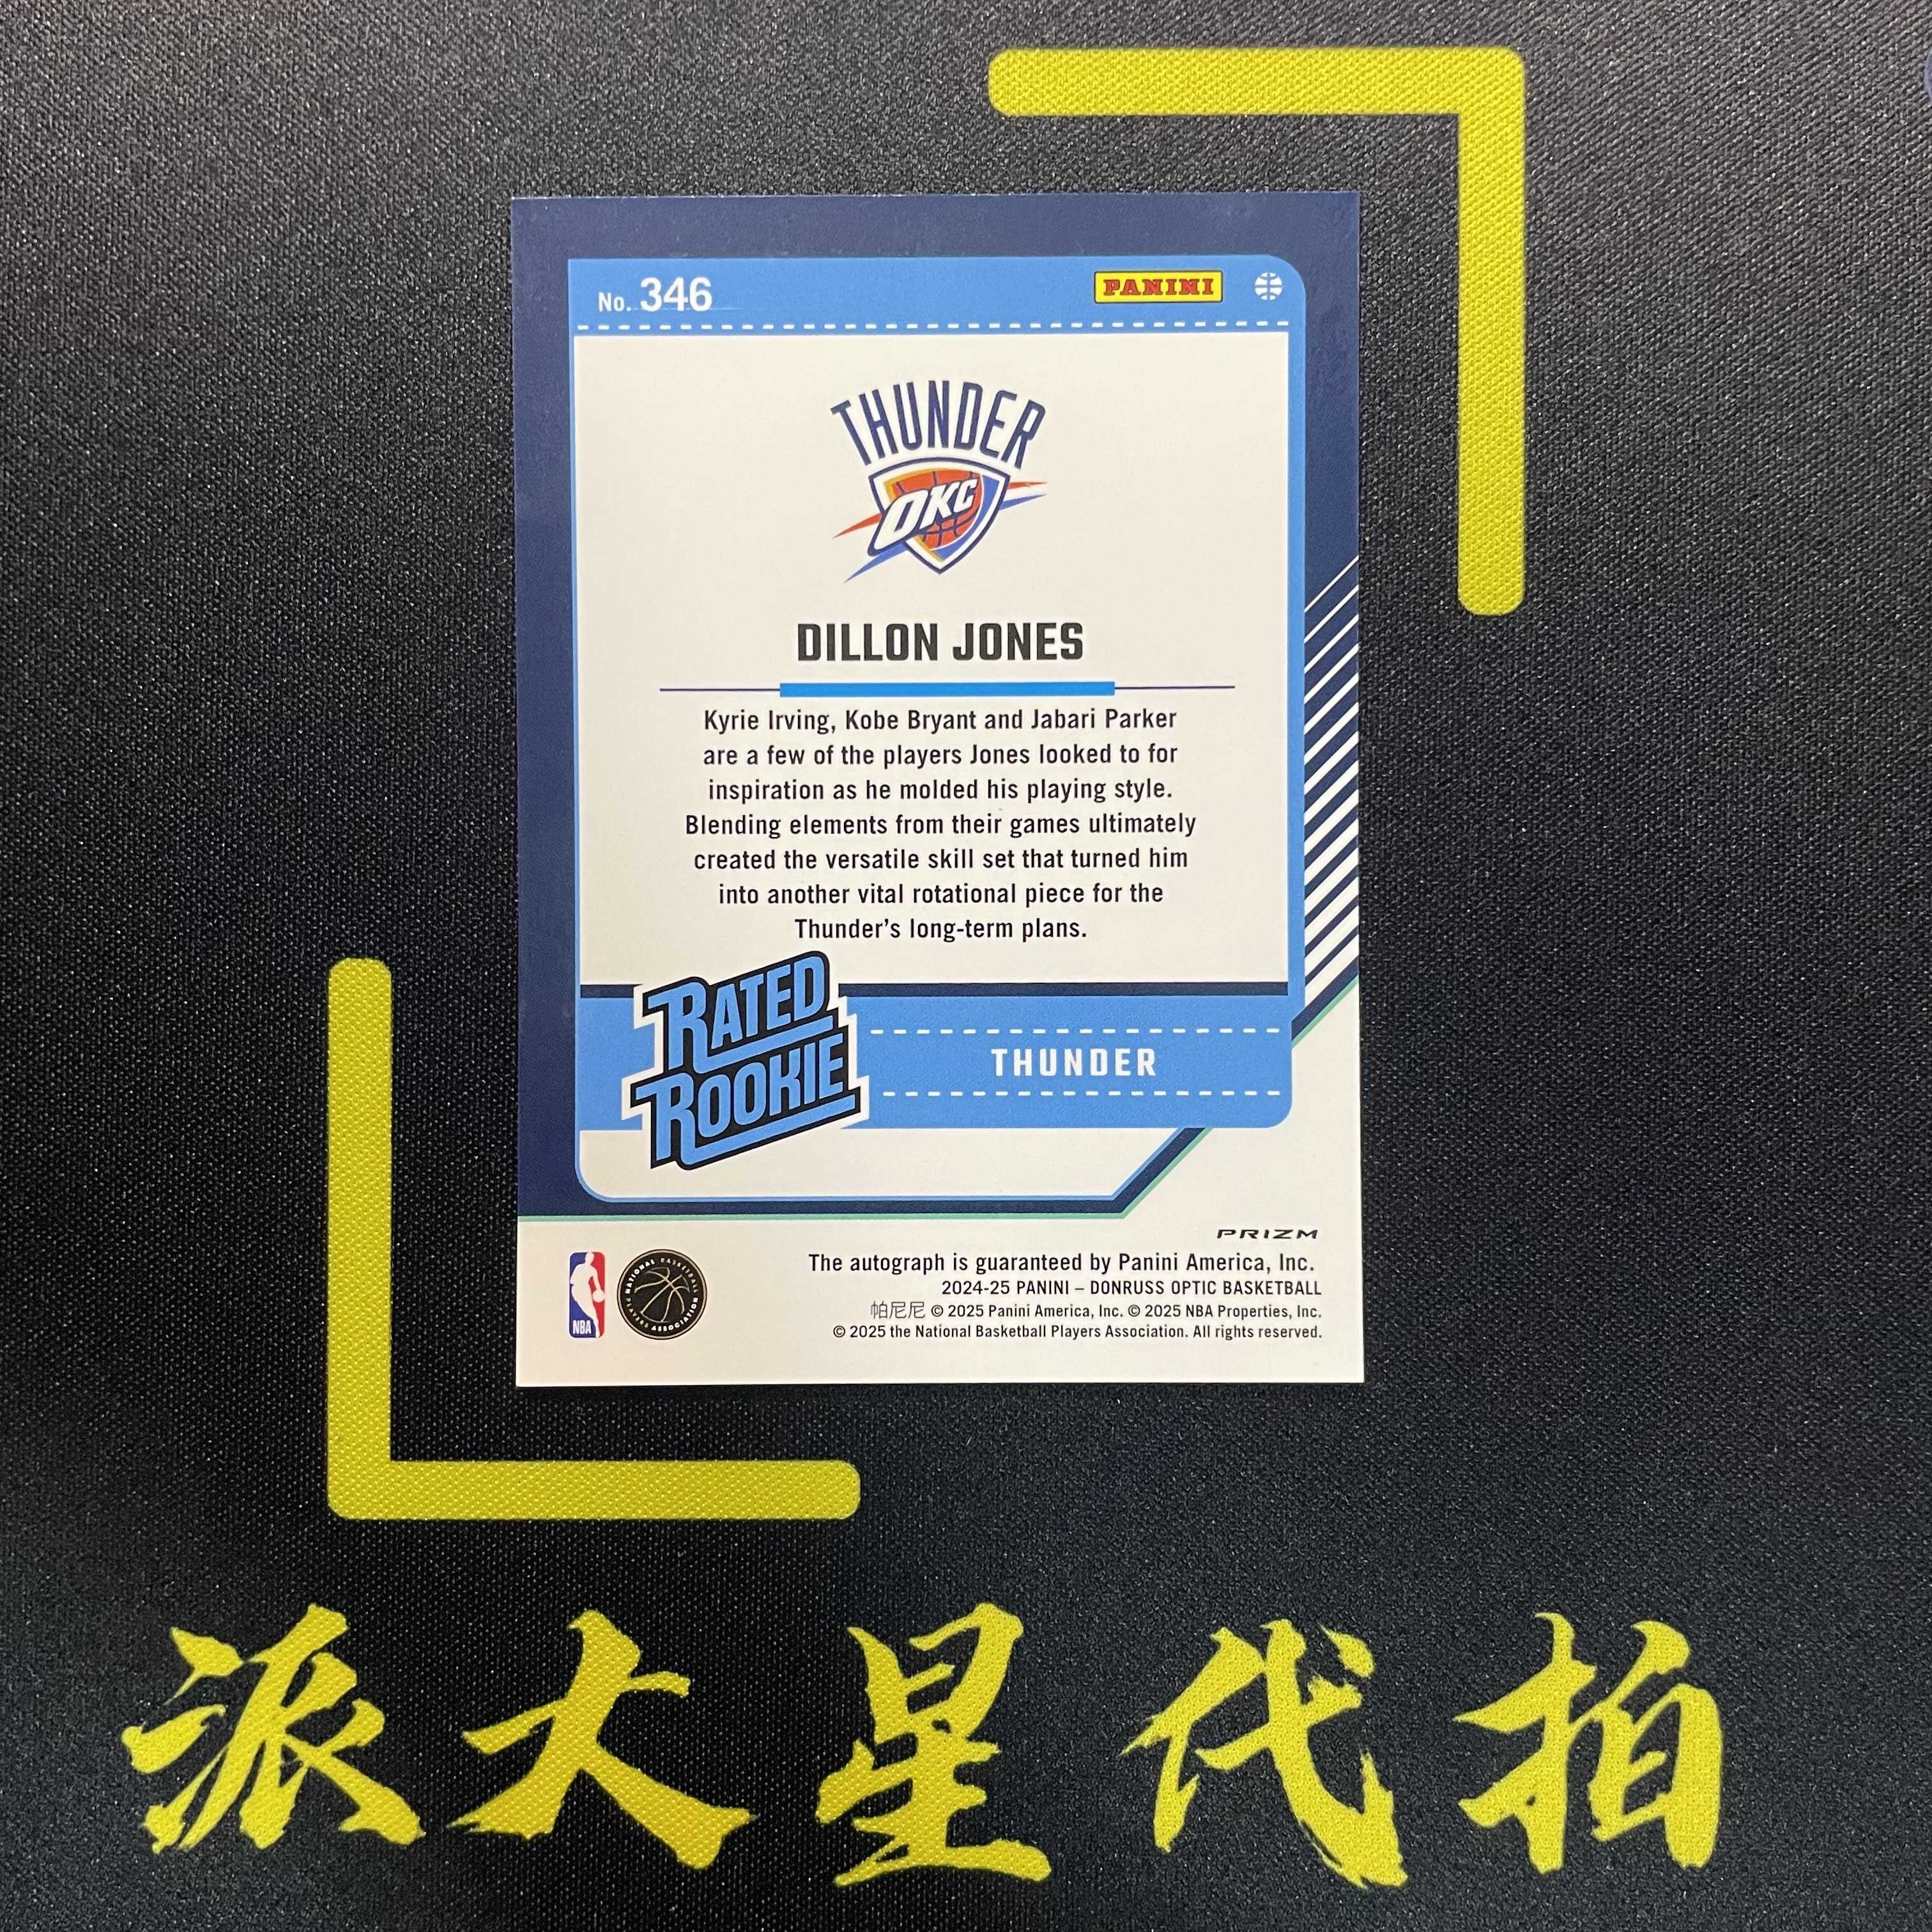 No. 346
PANINI
THUNDER
OKC
DILLON JONES
Kyrie Irving, Kobe Bryant and Jabari Parker
are a few of the players Jones looked to for
inspiration as he molded his playing style.
Blending elements from their games ultimately
created the versatile skill set that turned him
into another vital rotational piece for the
Thunder's long-term plans.
RATED
ROOKIE
THUNDER
PRIZM
The autograph is guaranteed by Panini America, Inc.
2024-25 PANINI – DONRUSS OPTIC BASKETBALL
帕尼尼 © 2025 Panini America, Inc. © 2025 NBA Properties, Inc.
© 2025 the National Basketball Players Association. All rights reserved.
NBA
NATIONAL BASKETBALL
PLAYERS ASSOCIATION
派大星代拍